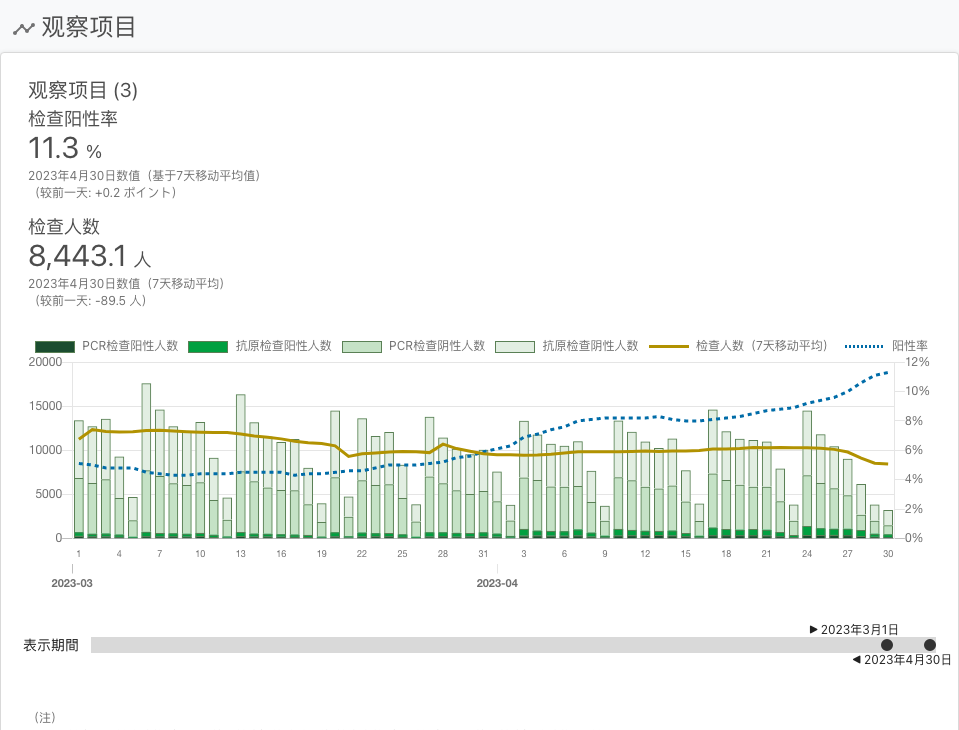 观察项目
观察项目 (3)
检查阳性率
11.3 %
2023年4月30日数值（基于7天移动平均值）
（较前一天: +0.2 ポイント）
检查人数
8,443.1 人
2023年4月30日数值（7天移动平均）
（较前一天: -89.5 人）
PCR检查阳性人数 抗原检查阳性人数 PCR检查阴性人数 抗原检查阴性人数 检查人数（7天移动平均） 阳性率
20000 12%
10%
15000
8%
10000 6%
4%
5000
2%
0 0%
1 4 7 10 13 16 19 22 25 28 31 3 6 9 12 15 18 21 24 27 30
2023-03 2023-04
2023年3月1日
表示期間
2023年4月30日
（注）